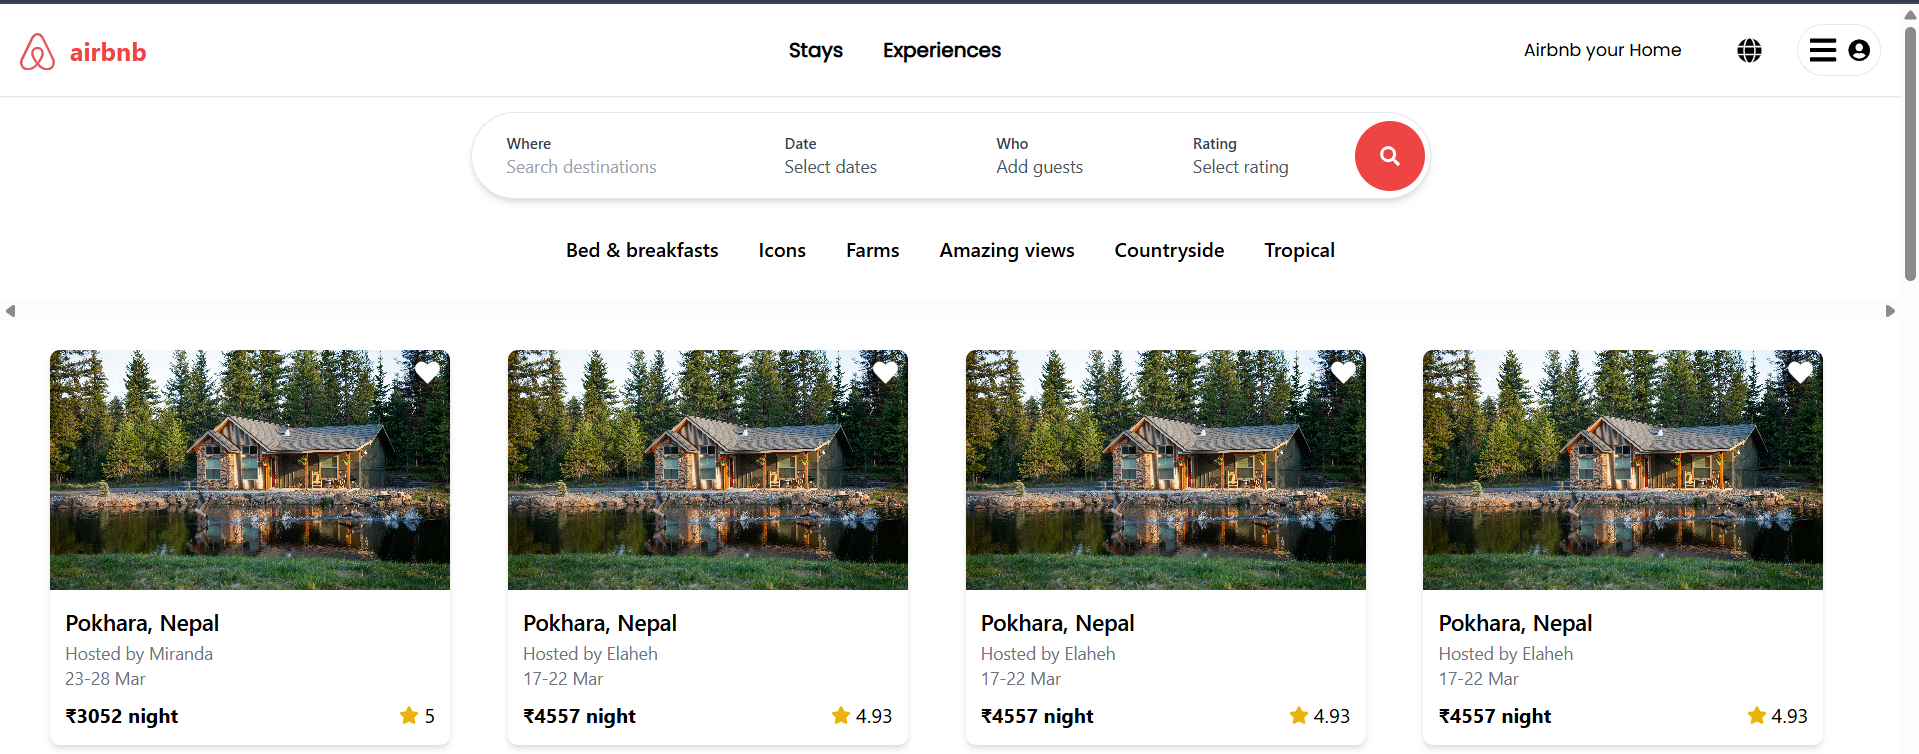 airbnb
Stays Experiences
Airbnb your Home
Where Date Who Rating
Search destinations Select dates Add guests Select rating
Bed & breakfasts Icons Farms Amazing views Countryside Tropical
Pokhara, Nepal
Hosted by Miranda
23-28 Mar
₹3052 night 5
Pokhara, Nepal
Hosted by Elaheh
17-22 Mar
₹4557 night 4.93
Pokhara, Nepal
Hosted by Elaheh
17-22 Mar
₹4557 night 4.93
Pokhara, Nepal
Hosted by Elaheh
17-22 Mar
₹4557 night 4.93